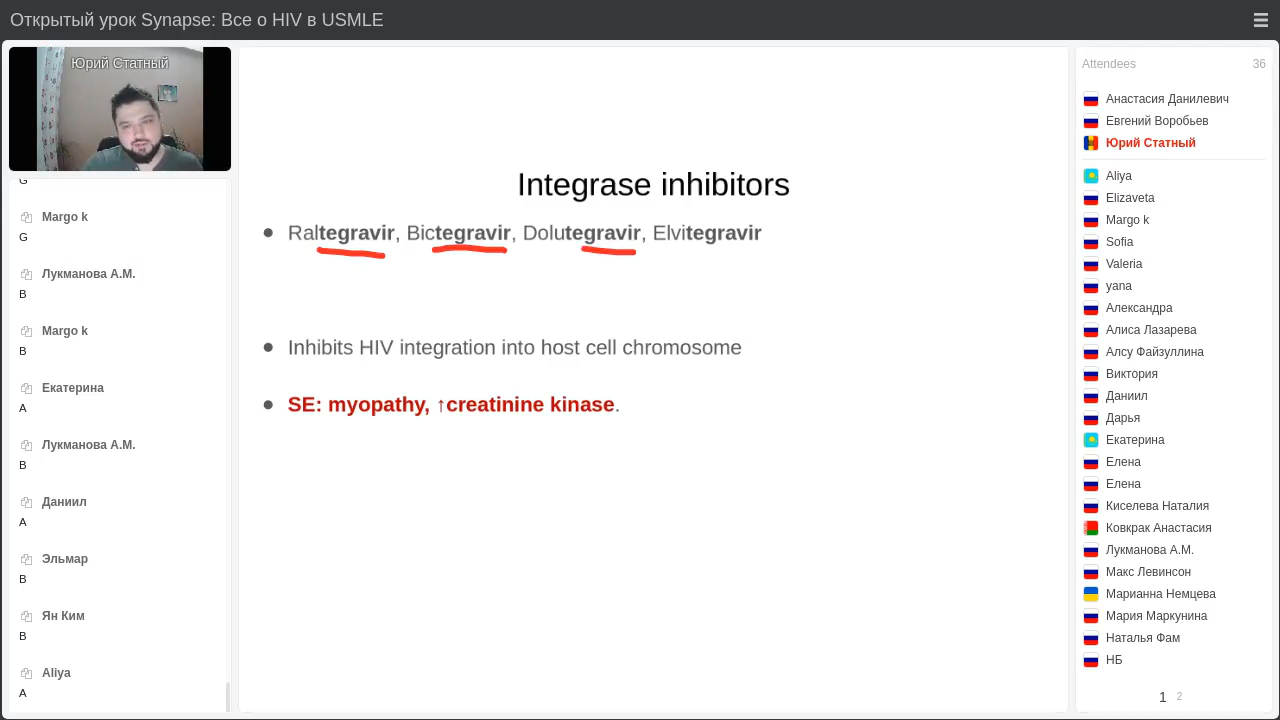 Открытый урок Synapse: Все о HIV в USMLE
Юрий Статный
G
Margo k
G
Лукманова А.М.
B
Margo k
B
Екатерина
A
Лукманова А.М.
B
Даниил
A
Эльмар
B
Ян Ким
B
Aliya
A
Integrase inhibitors
• Raltegravir, Bictegravir, Dolutegravir, Elvitegravir
• Inhibits HIV integration into host cell chromosome
• SE: myopathy, ↑creatinine kinase.
Attendees 36
Анастасия Данилевич
Евгений Воробьев
Юрий Статный
Aliya
Elizaveta
Margo k
Sofia
Valeria
yana
Александра
Алиса Лазарева
Алсу Файзуллина
Виктория
Даниил
Дарья
Екатерина
Елена
Елена
Киселева Наталия
Ковкрак Анастасия
Лукманова А.М.
Макс Левинсон
Марианна Немцева
Мария Маркунина
Наталья Фам
НБ
1 2